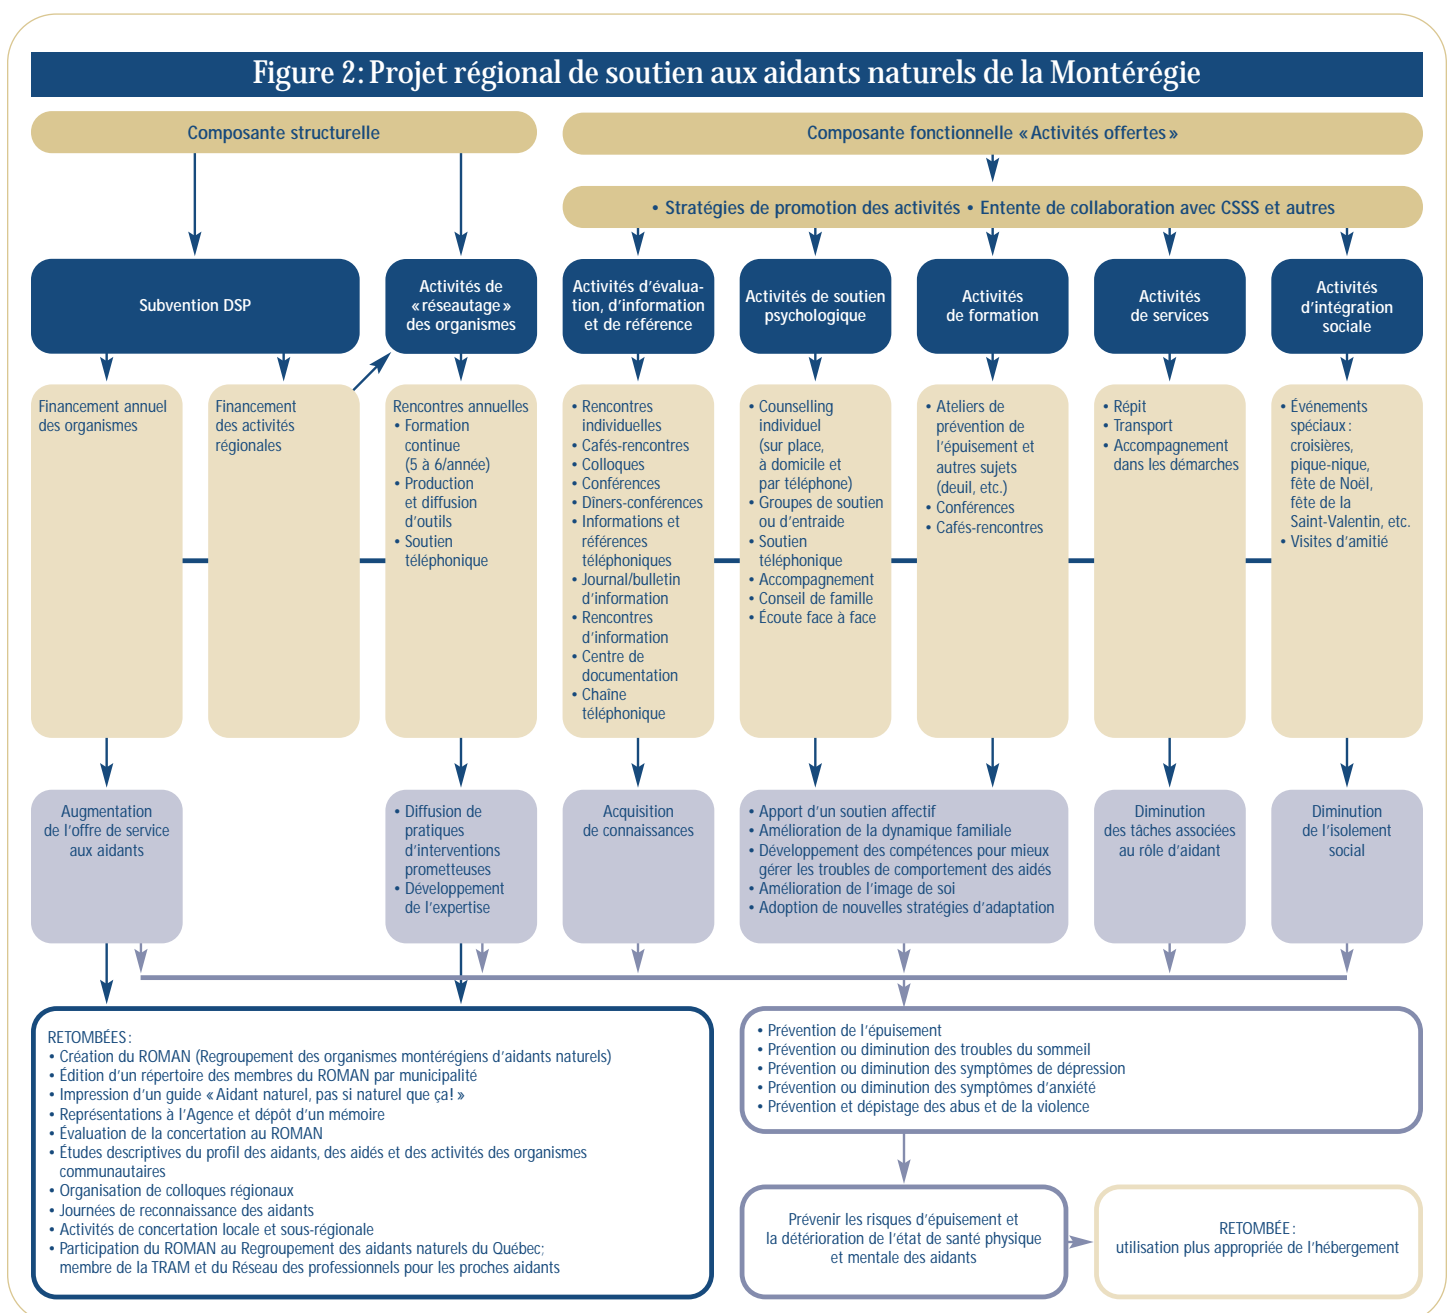 Figure 2: Projet régional de soutien aux aidants naturels de la Montérégie
Composante structurelle
Composante fonctionnelle « Activités offertes »
• Stratégies de promotion des activités • Entente de collaboration avec CSSS et autres
Subvention DSP
Activités de
« réseautage »
des organismes
Activités d'évalua-
tion, d'information
et de référence
Activités de soutien
psychologique
Activités
de formation
Activités
de services
Activités
d'intégration
sociale
Financement annuel
des organismes
Financement
des activités
régionales
Rencontres annuelles
• Formation
continue
(5 à 6/année)
• Production
et diffusion
d'outils
• Soutien
téléphonique
• Rencontres
individuelles
• Cafés-rencontres
• Colloques
• Conférences
• Dîners-conférences
• Informations et
références
téléphoniques
• Journal/bulletin
d'information
• Rencontres
d'information
• Centre de
documentation
• Chaîne
téléphonique
• Counselling
individuel
(sur place,
à domicile et
par téléphone)
• Groupes de soutien
ou d'entraide
• Soutien
téléphonique
• Accompagnement
• Conseil de famille
• Écoute face à face
• Ateliers de
prévention de
l'épuisement et
autres sujets
(deuil, etc.)
• Conférences
• Cafés-rencontres
• Répit
• Transport
• Accompagnement
dans les démarches
• Événements
spéciaux :
croisières,
pique-nique,
fête de Noël,
fête de la
Saint-Valentin, etc.
• Visites d'amitié
Augmentation
de l'offre de service
aux aidants
• Diffusion de
pratiques
d'interventions
prometteuses
• Développement
de l'expertise
Acquisition
de connaissances
• Apport d'un soutien affectif
• Amélioration de la dynamique familiale
• Développement des compétences pour mieux
gérer les troubles de comportement des aidés
• Amélioration de l'image de soi
• Adoption de nouvelles stratégies d'adaptation
Diminution
des tâches associées
au rôle d'aidant
Diminution
de l'isolement
social
RETOMBÉES :
• Création du ROMAN (Regroupement des organismes montérégiens d'aidants naturels)
• Édition d'un répertoire des membres du ROMAN par municipalité
• Impression d'un guide « Aidant naturel, pas si naturel que ça! »
• Représentations à l'Agence et dépôt d'un mémoire
• Évaluation de la concertation au ROMAN
• Études descriptives du profil des aidants, des aidés et des activités des organismes
communautaires
• Organisation de colloques régionaux
• Journées de reconnaissance des aidants
• Activités de concertation locale et sous-régionale
• Participation du ROMAN au Regroupement des aidants naturels du Québec;
membre de la TRAM et du Réseau des professionnels pour les proches aidants
• Prévention de l'épuisement
• Prévention ou diminution des troubles du sommeil
• Prévention ou diminution des symptômes de dépression
• Prévention ou diminution des symptômes d'anxiété
• Prévention et dépistage des abus et de la violence
Prévenir les risques d'épuisement et
la détérioration de l'état de santé physique
et mentale des aidants
RETOMBÉE :
utilisation plus appropriée de l'hébergement